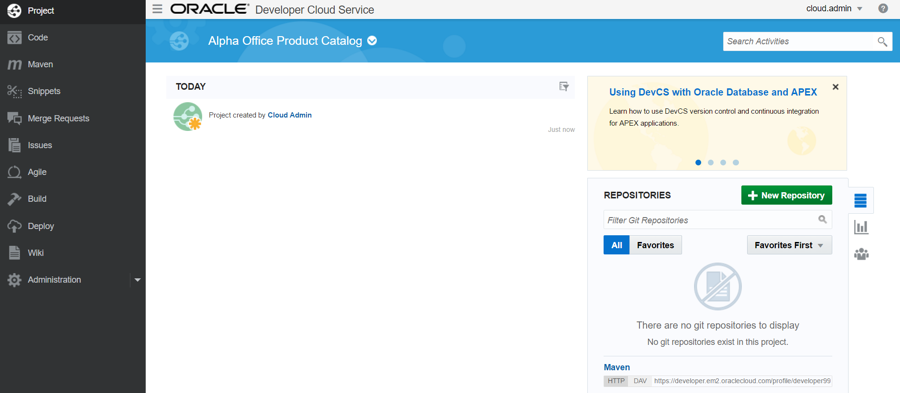 Project
Code
Maven
Snippets
Merge Requests
Issues
Agile
Build
Deploy
Wiki
Administration
ORACLE Developer Cloud Service
cloud.admin
Alpha Office Product Catalog
Search Activities
TODAY
Project created by Cloud Admin
Just now
Using DevCS with Oracle Database and APEX
Learn how to use DevCS version control and continuous integration
for APEX applications.
REPOSITORIES
New Repository
Filter Git Repositories
All Favorites
Favorites First
There are no git repositories to display
No git repositories exist in this project.
Maven
HTTP DAV https://developer.em2.oraclecloud.com/profile/developer99